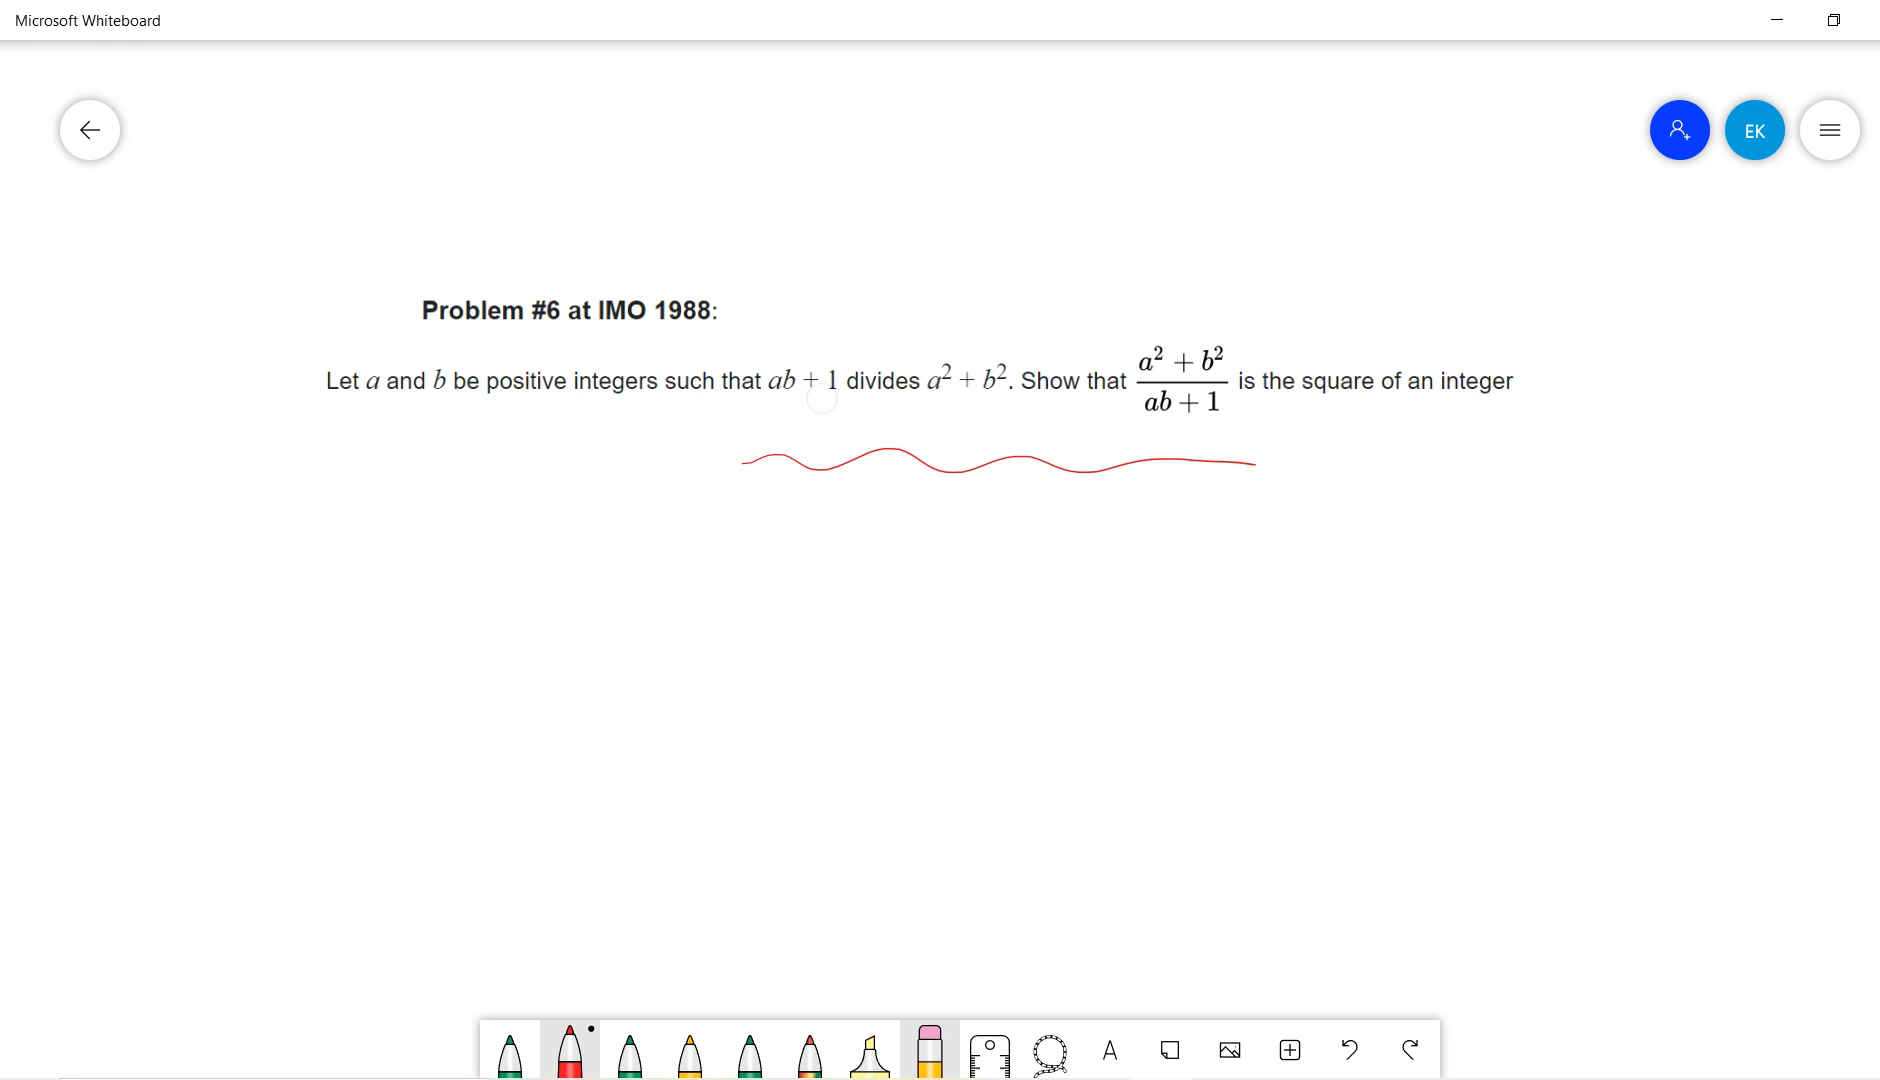 Microsoft Whiteboard
EK
Problem #6 at IMO 1988:
Let a and b be positive integers such that ab + 1 divides a² + b². Show that \frac{a² + b²}{ab + 1} is the square of an integer
A